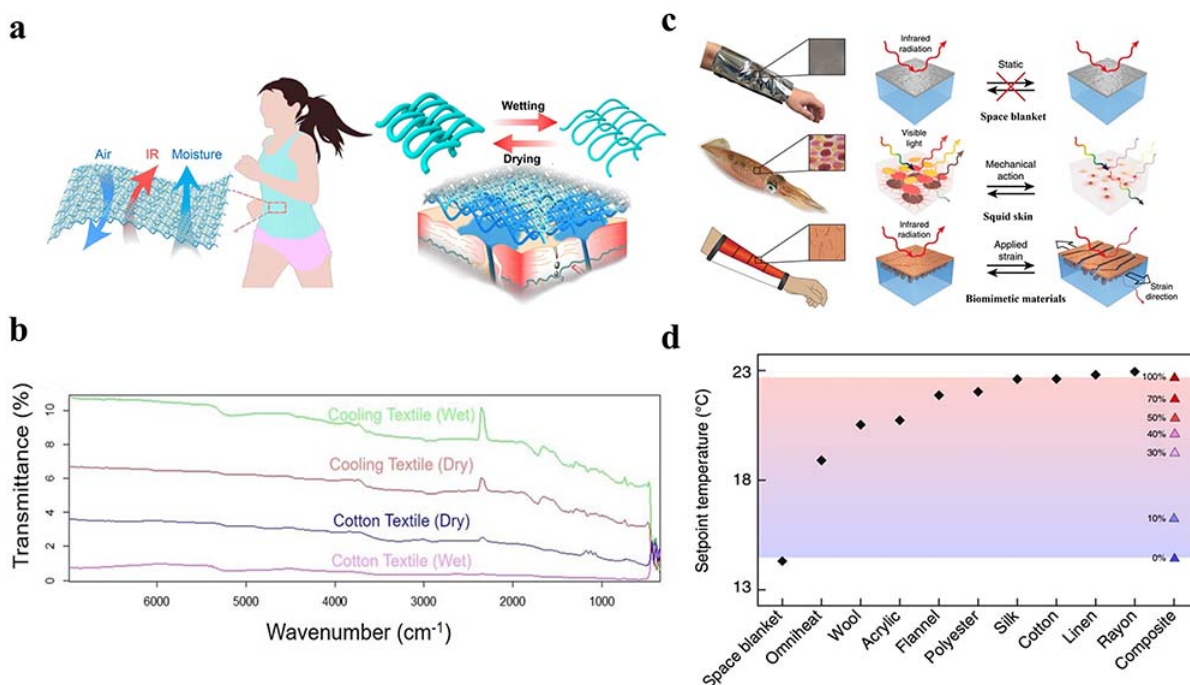 a
Air
IR
Moisture
Wetting
Drying
c
Infrared
radiation
Static
Space blanket
Visible
light
Mechanical
action
Squid skin
Infrared
radiation
Applied
strain
Biomimetic materials
Strain
direction
b
Transmittance (%)
10
8
6
4
2
0
Cooling Textile (Wet)
Cooling Textile (Dry)
Cotton Textile (Dry)
Cotton Textile (Wet)
6000 5000 4000 3000 2000 1000
Wavenumber (cm⁻¹)
d
Setpoint temperature (°C)
23
18
13
100%
70%
50%
40%
30%
10%
0%
Space blanket
Omniheat
Wool
Acrylic
Flannel
Polyester
Silk
Cotton
Linen
Rayon
Composite